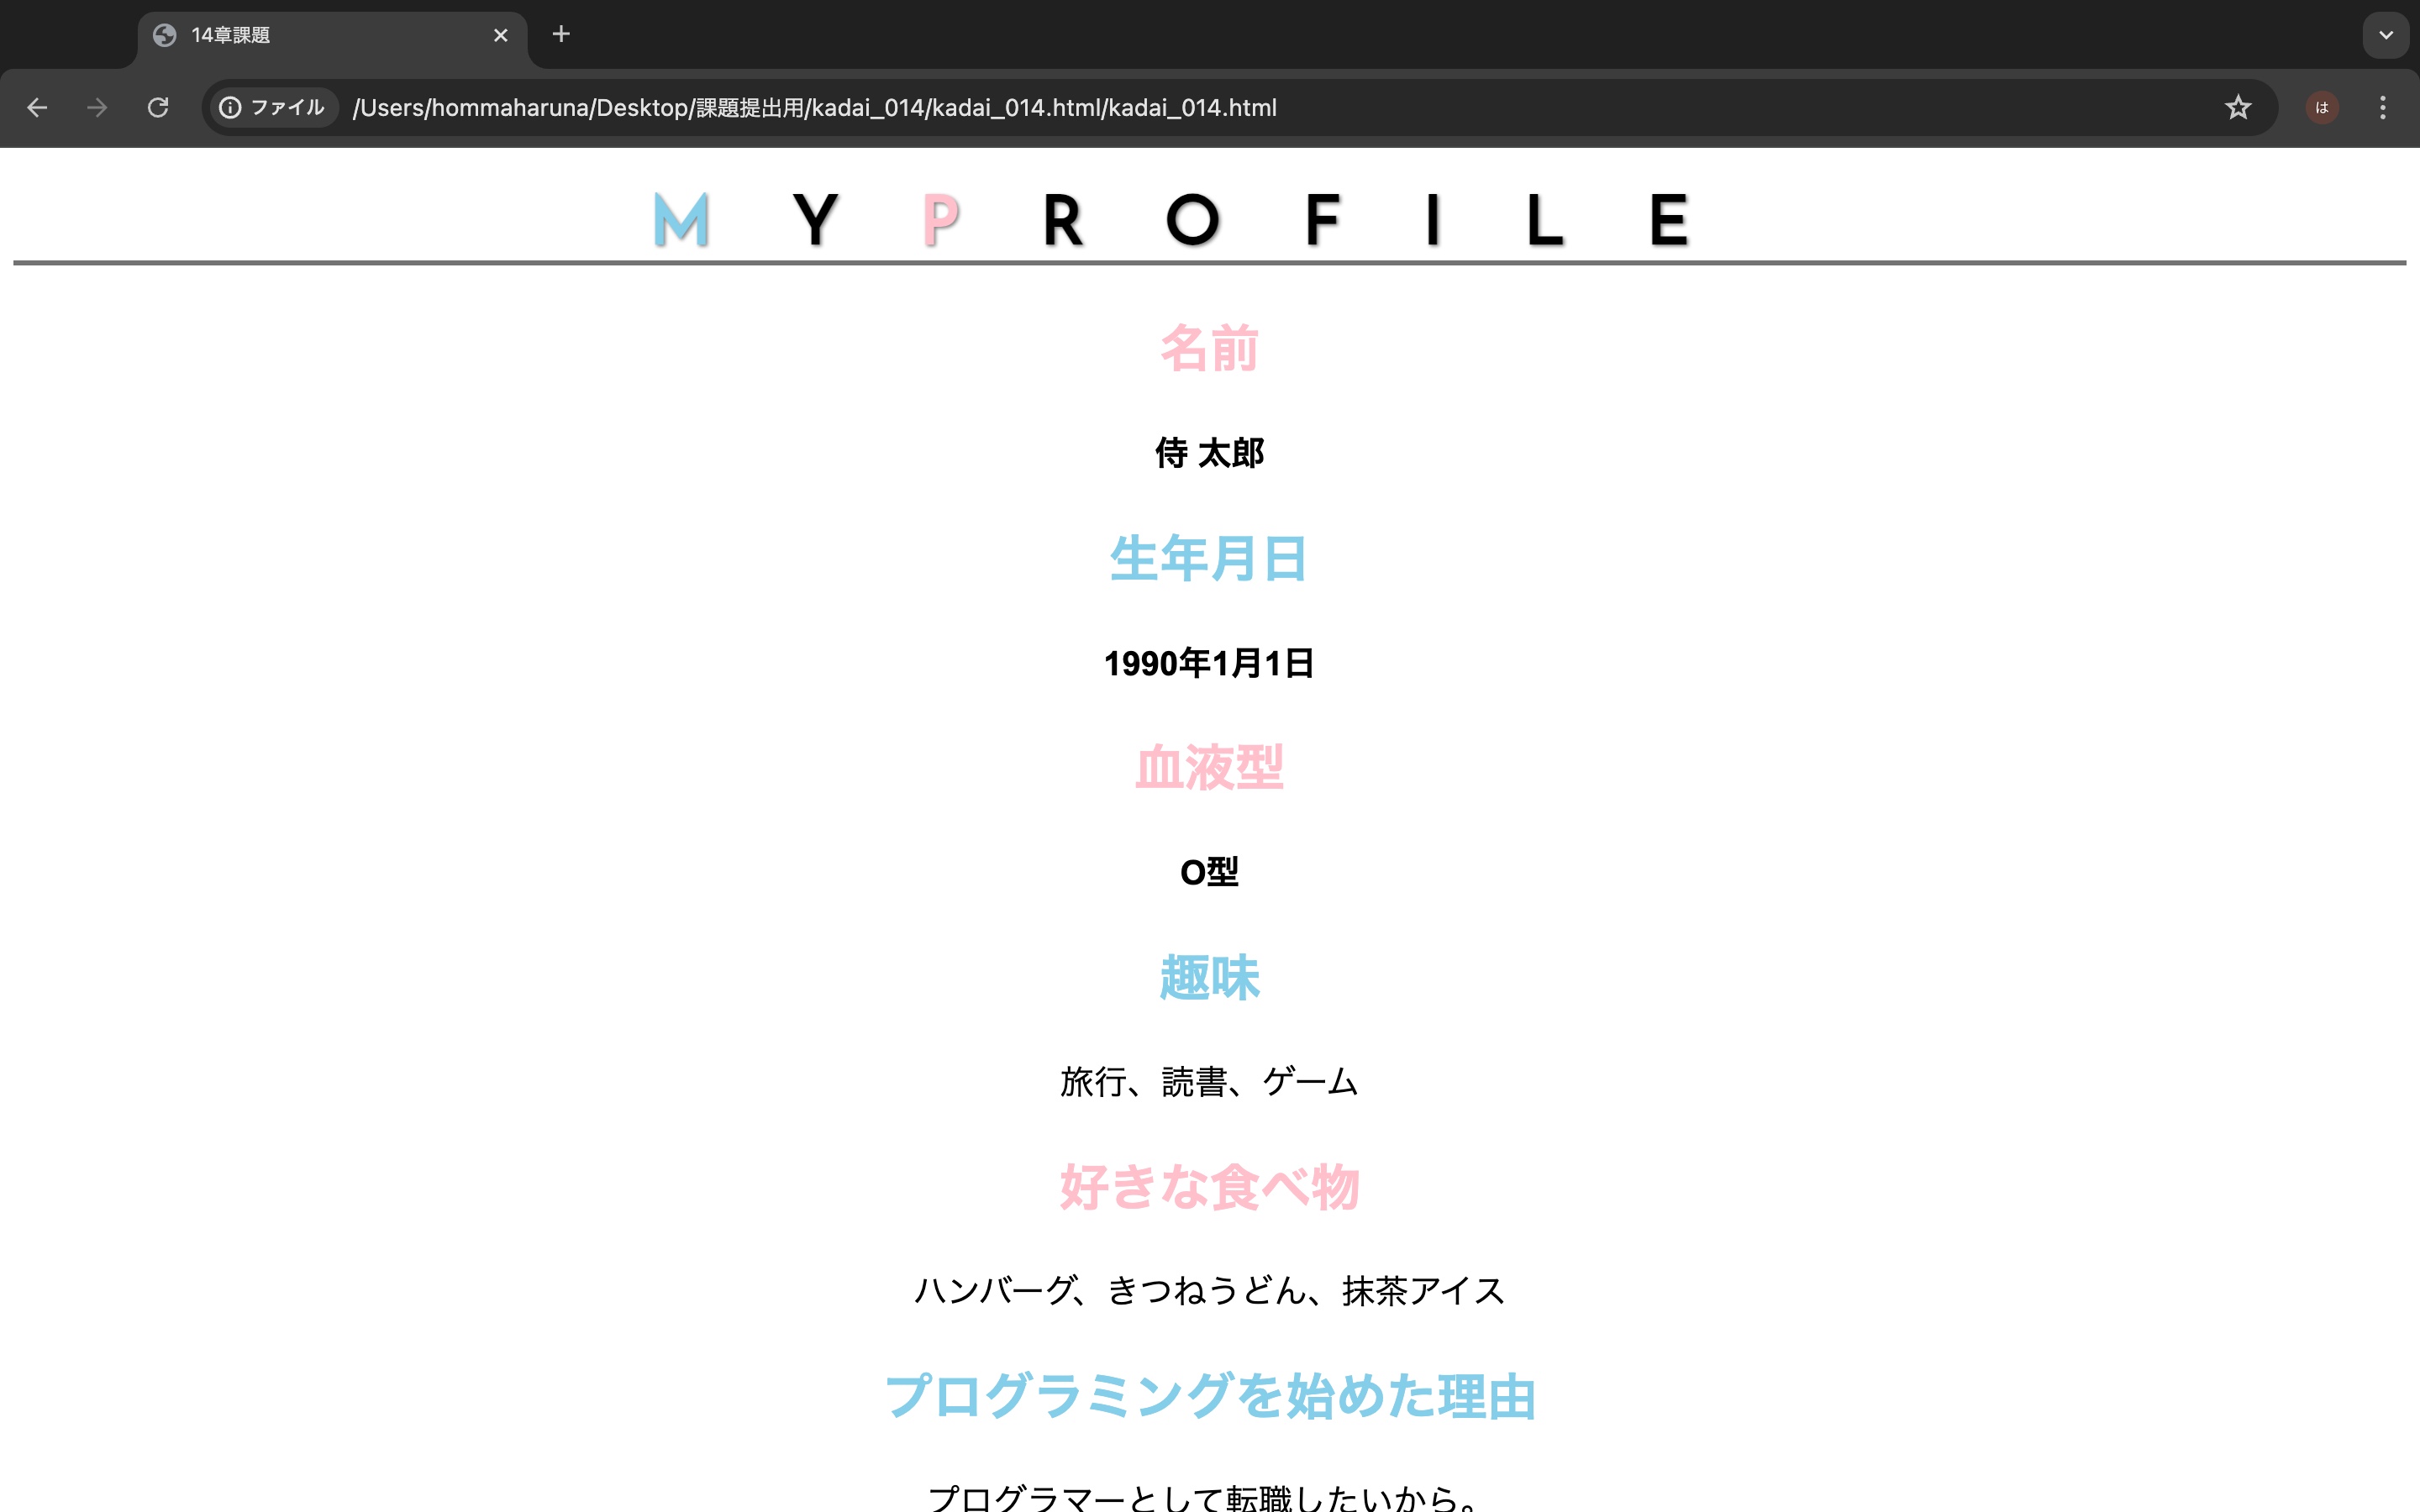 14章課題
ファイル /Users/hommaharuna/Desktop/課題提出用/kadai_014/kadai_014.html/kadai_014.html
は
MY PROFILE
名前
侍 太郎
生年月日
1990年1月1日
血液型
O型
趣味
旅行、読書、ゲーム
好きな食べ物
ハンバーグ、きつねうどん、抹茶アイス
プログラミングを始めた理由
プログラマーとして転職したいから。